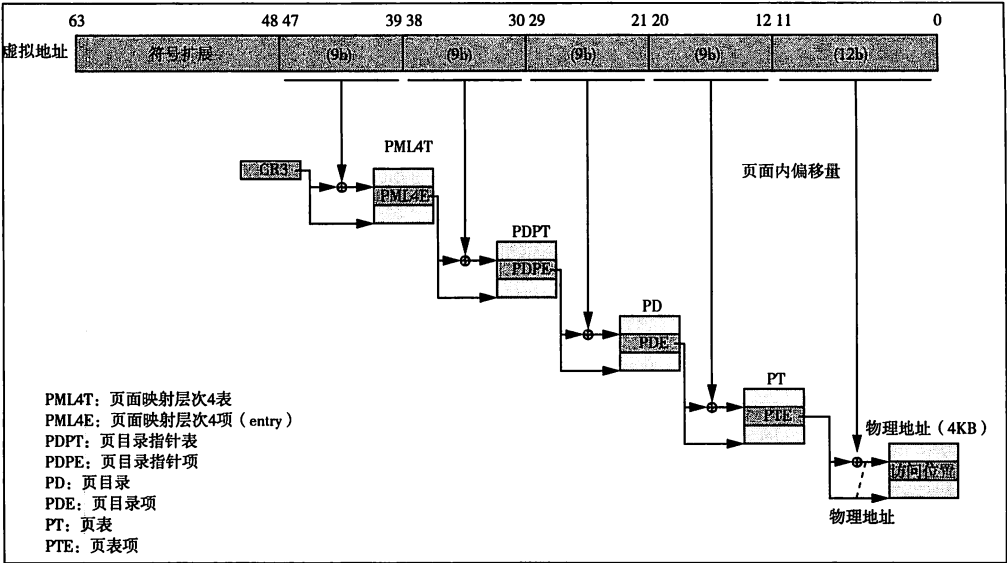 63 48 47 39 38 30 29 21 20 12 11 0
虚拟地址 符号扩展 (9b) (9b) (9b) (9b) (12b)
PML4T
CR3
页面内偏移量
PML4E
PDPT
PDPE
PD
PDE
PT
PTE
物理地址（4KB）
访问位置
物理地址
PML4T：页面映射层次4表
PML4E：页面映射层次4项（entry）
PDPT：页目录指针表
PDPE：页目录指针项
PD：页目录
PDE：页目录项
PT：页表
PTE：页表项